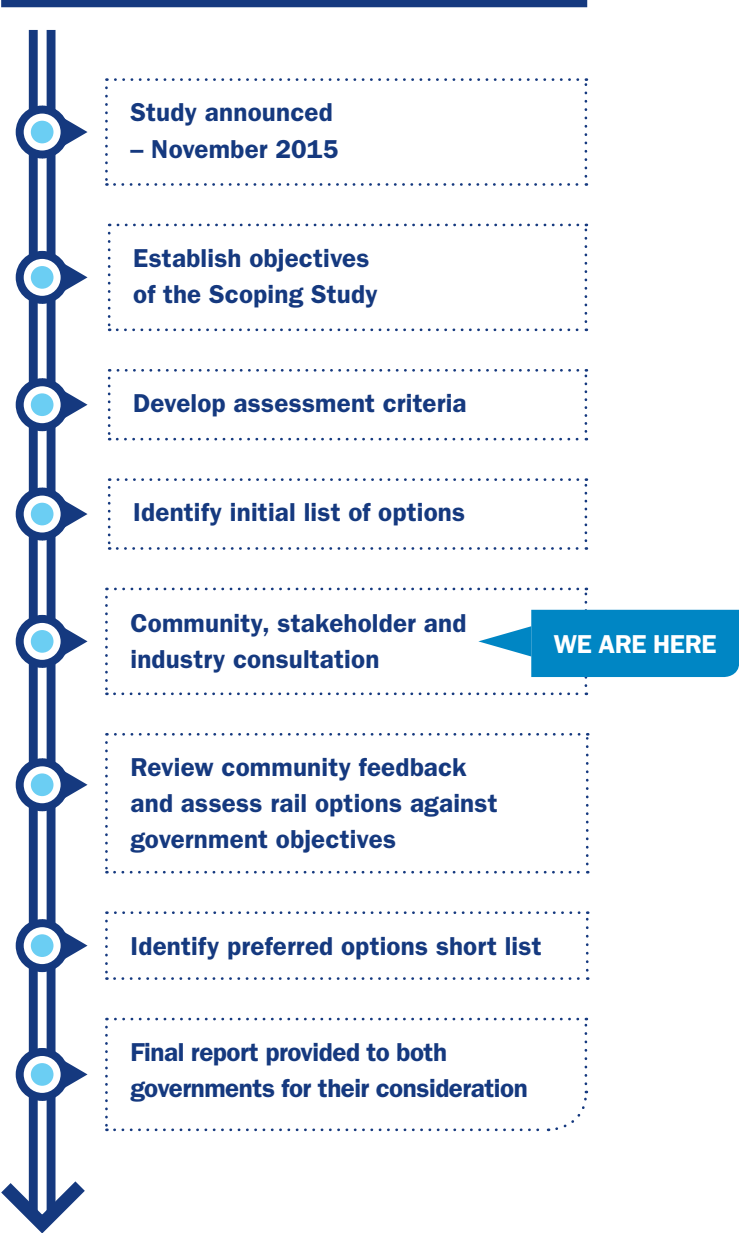 Study announced
– November 2015
Establish objectives
of the Scoping Study
Develop assessment criteria
Identify initial list of options
Community, stakeholder and
industry consultation
WE ARE HERE
Review community feedback
and assess rail options against
government objectives
Identify preferred options short list
Final report provided to both
governments for their consideration